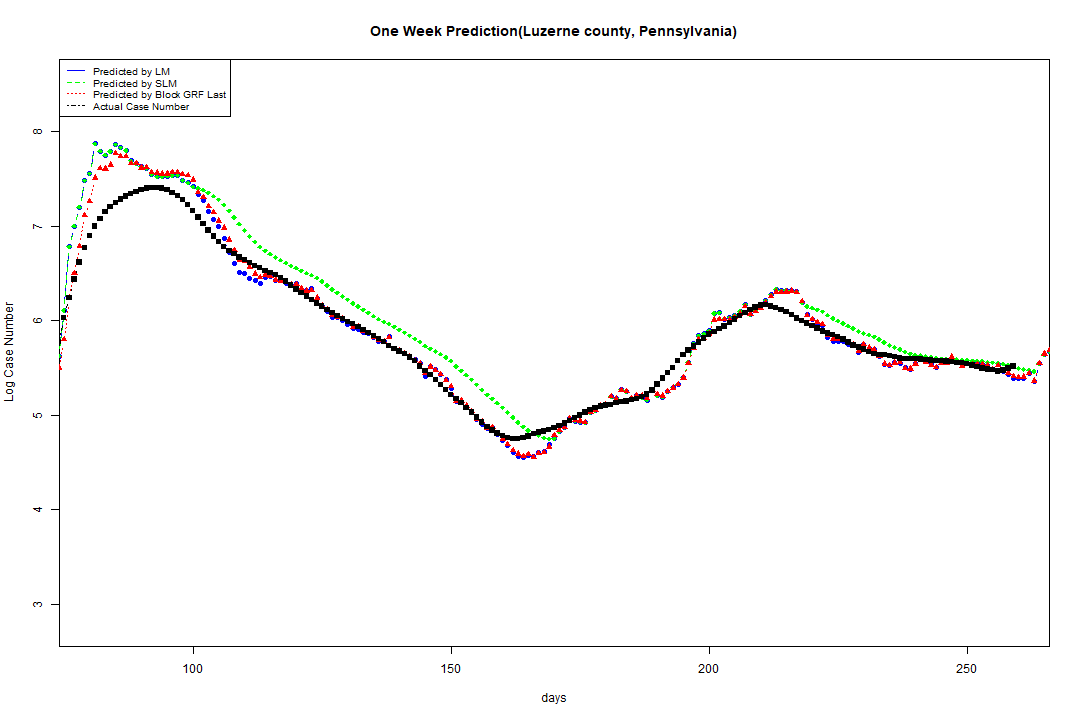 One Week Prediction(Luzerne county, Pennsylvania)
Predicted by LM
Predicted by SLM
Predicted by Block GRF Last
Actual Case Number
8
7
6
5
4
3
Log Case Number
100
150
200
250
days